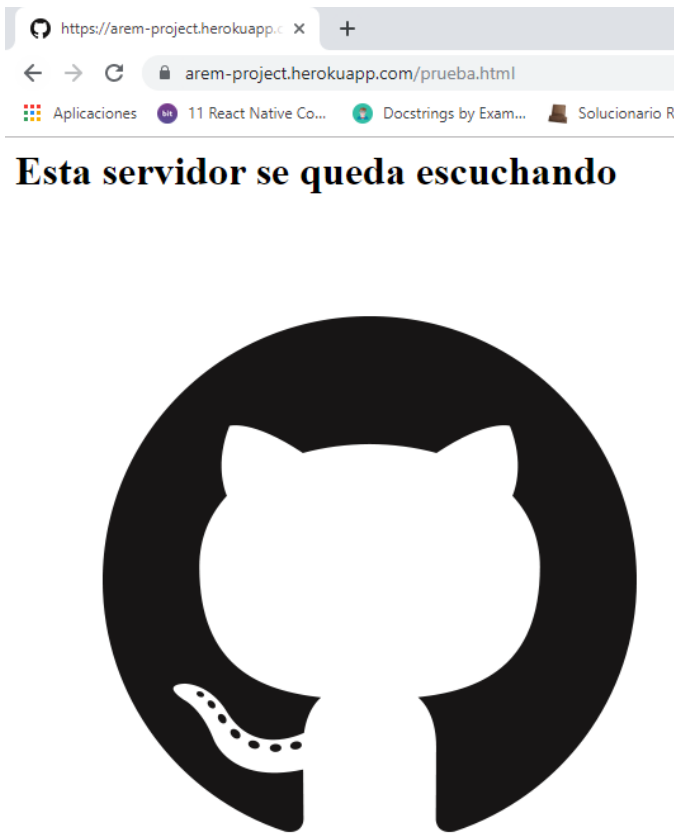 https://arem-project.herokuapp.c
arem-project.herokuapp.com/prueba.html
Aplicaciones bit 11 React Native Co... Docstrings by Exam... Solucionario R
Esta servidor se queda escuchando